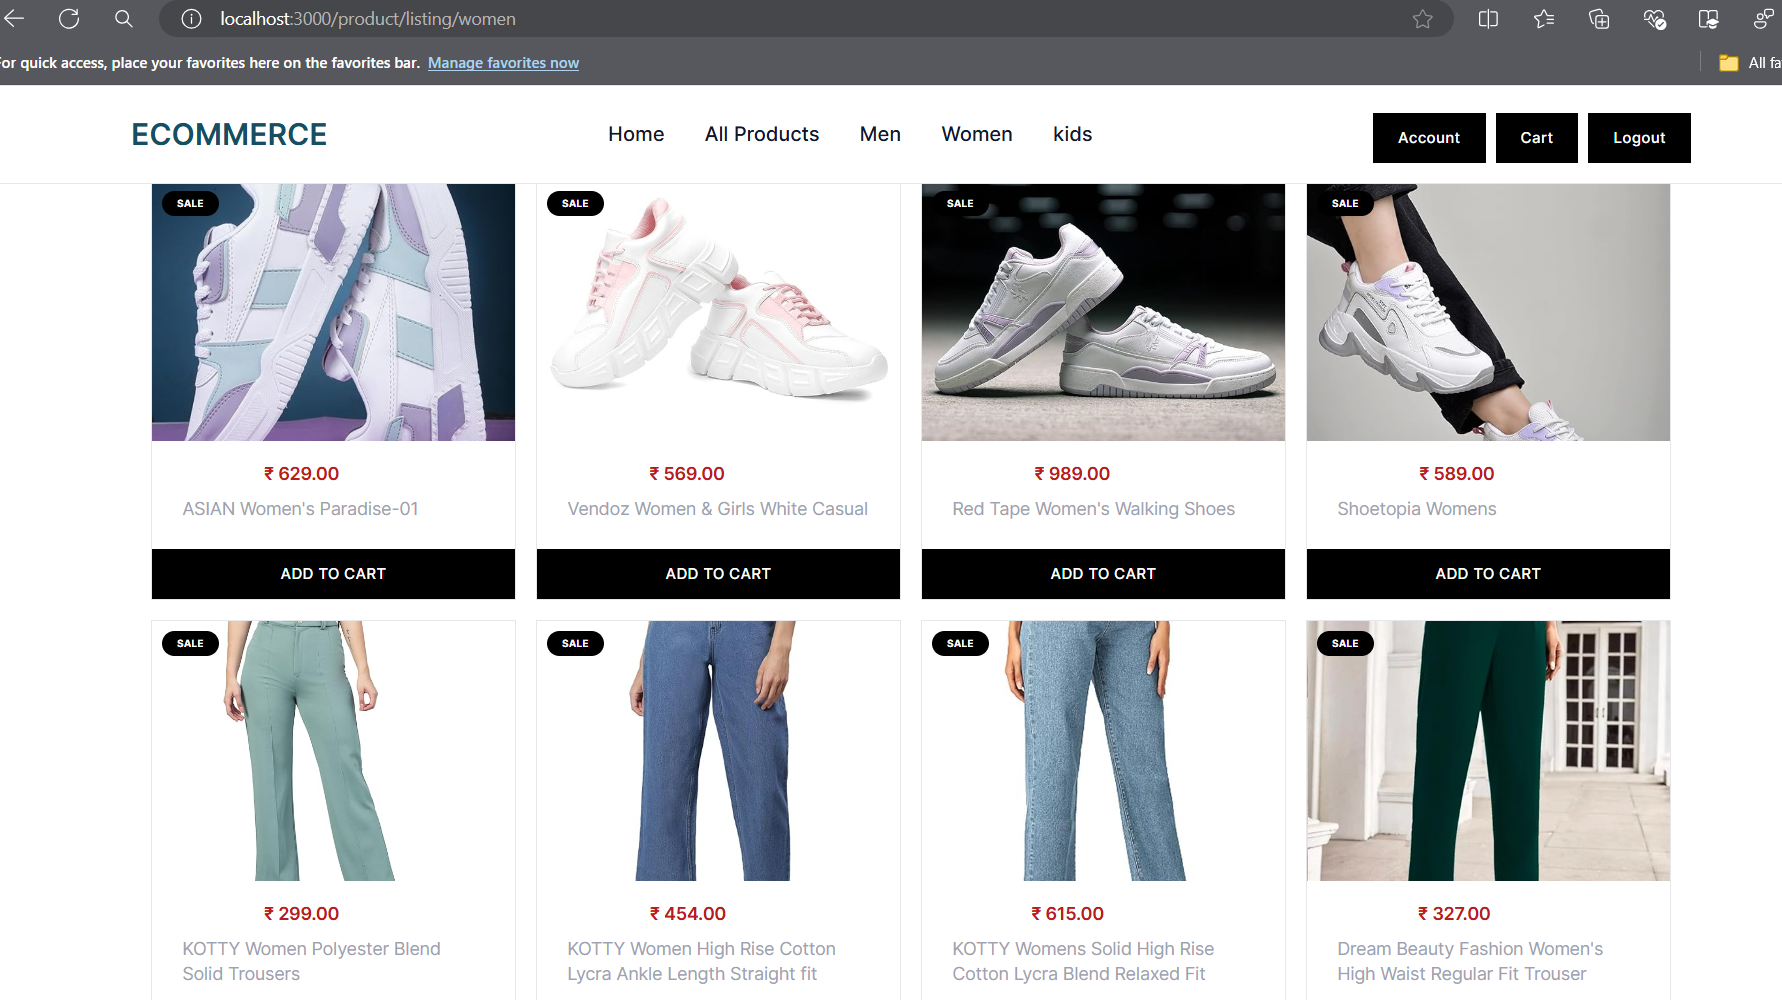 localhost:3000/product/listing/women
or quick access, place your favorites here on the favorites bar. Manage favorites now
All fa
ECOMMERCE
Home All Products Men Women kids
Account Cart Logout
SALE SALE SALE SALE
₹ 629.00 ₹ 569.00 ₹ 989.00 ₹ 589.00
ASIAN Women's Paradise-01 Vendoz Women & Girls White Casual Red Tape Women's Walking Shoes Shoetopia Womens
ADD TO CART ADD TO CART ADD TO CART ADD TO CART
SALE SALE SALE SALE
₹ 299.00 ₹ 454.00 ₹ 615.00 ₹ 327.00
KOTTY Women Polyester Blend
Solid Trousers
KOTTY Women High Rise Cotton
Lycra Ankle Length Straight fit
KOTTY Womens Solid High Rise
Cotton Lycra Blend Relaxed Fit
Dream Beauty Fashion Women's
High Waist Regular Fit Trouser